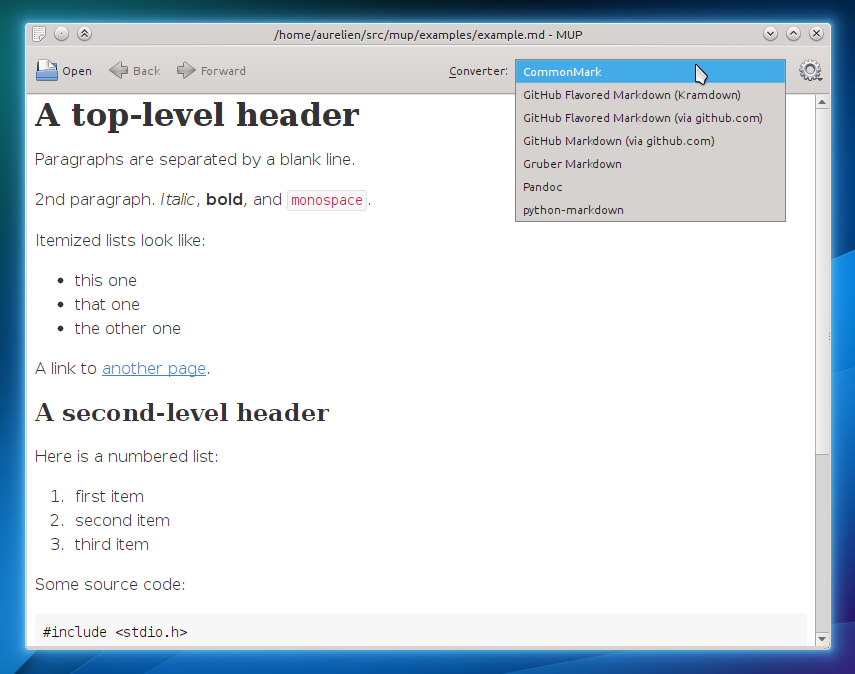 /home/aurelien/src/mup/examples/example.md - MUP
Open Back Forward Converter: CommonMark
GitHub Flavored Markdown (Kramdown)
GitHub Flavored Markdown (via github.com)
GitHub Markdown (via github.com)
Gruber Markdown
Pandoc
python-markdown
A top-level header
Paragraphs are separated by a blank line.
2nd paragraph. Italic, bold, and monospace.
Itemized lists look like:
• this one
• that one
• the other one
A link to another page.
A second-level header
Here is a numbered list:
1. first item
2. second item
3. third item
Some source code:
#include <stdio.h>